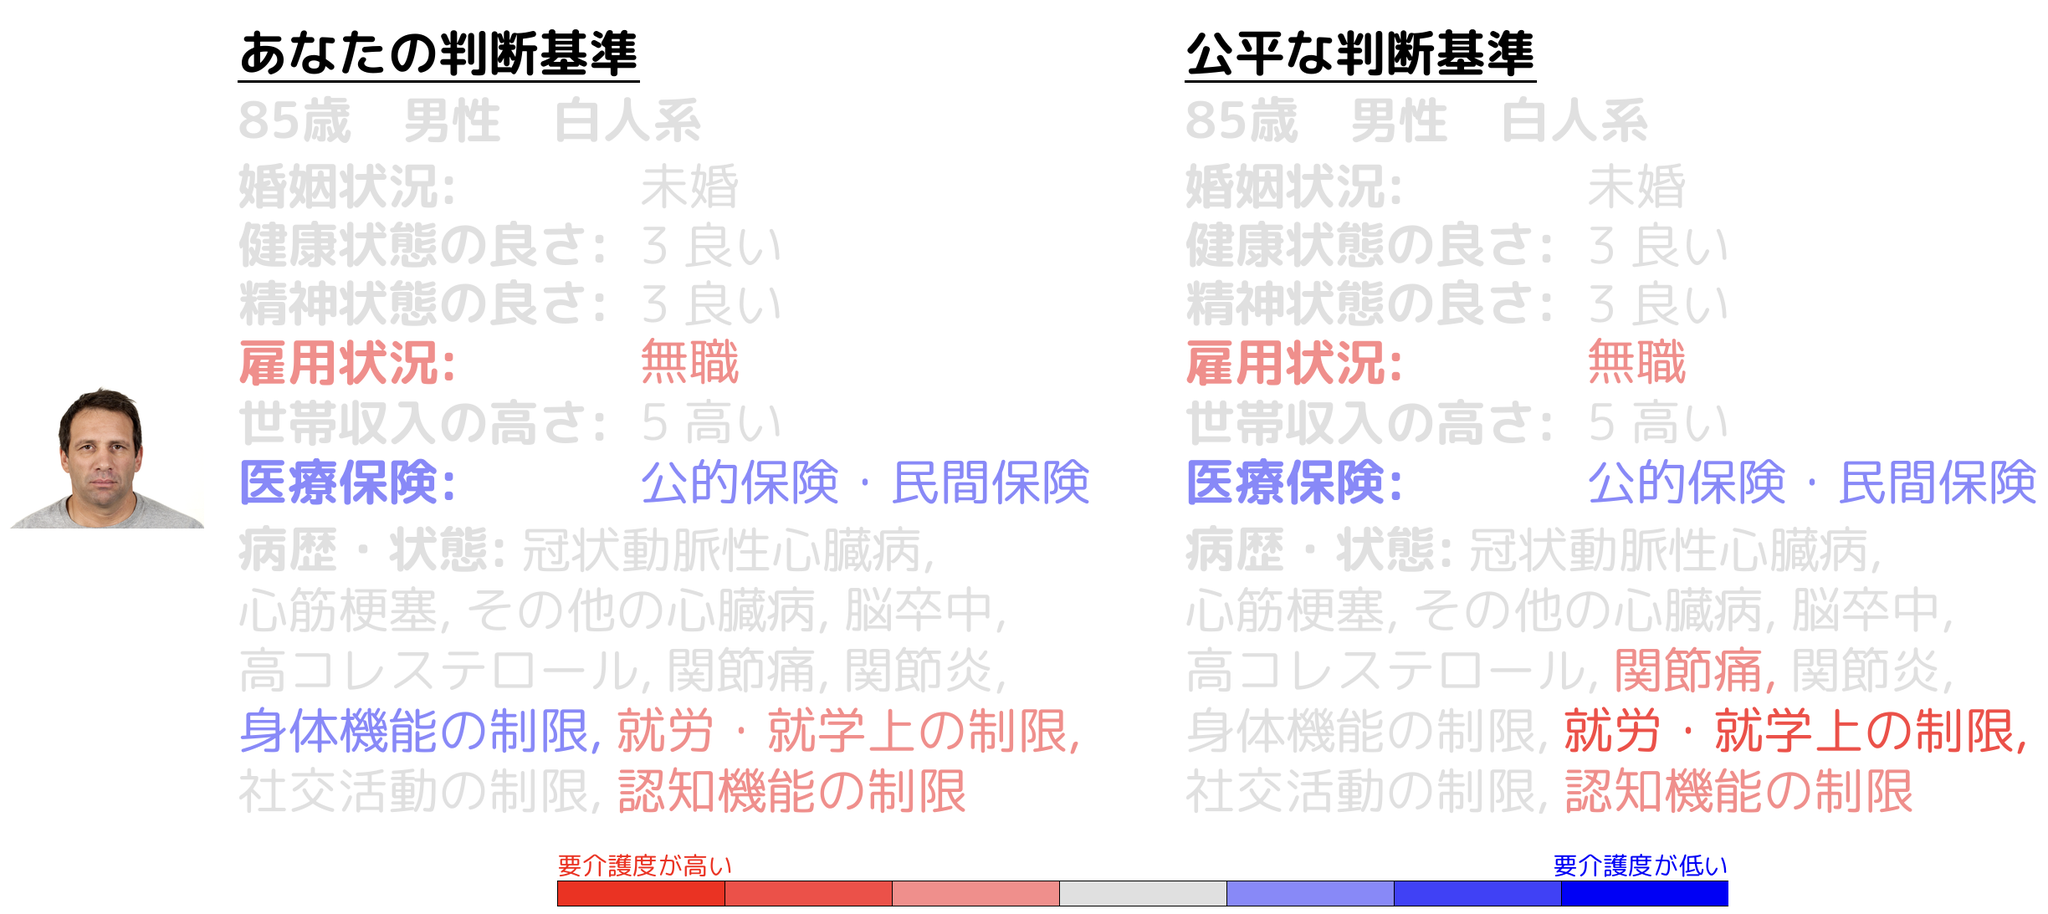 あなたの判断基準
85歳　男性　白人系
婚姻状況: 未婚
健康状態の良さ: 3 良い
精神状態の良さ: 3 良い
雇用状況: 無職
世帯収入の高さ: 5 高い
医療保険: 公的保険・民間保険
病歴・状態: 冠状動脈性心臓病,
心筋梗塞, その他の心臓病, 脳卒中,
高コレステロール, 関節痛, 関節炎,
身体機能の制限, 就労・就学上の制限,
社交活動の制限, 認知機能の制限
公平な判断基準
85歳　男性　白人系
婚姻状況: 未婚
健康状態の良さ: 3 良い
精神状態の良さ: 3 良い
雇用状況: 無職
世帯収入の高さ: 5 高い
医療保険: 公的保険・民間保険
病歴・状態: 冠状動脈性心臓病,
心筋梗塞, その他の心臓病, 脳卒中,
高コレステロール, 関節痛, 関節炎,
身体機能の制限, 就労・就学上の制限,
社交活動の制限, 認知機能の制限
要介護度が高い
要介護度が低い